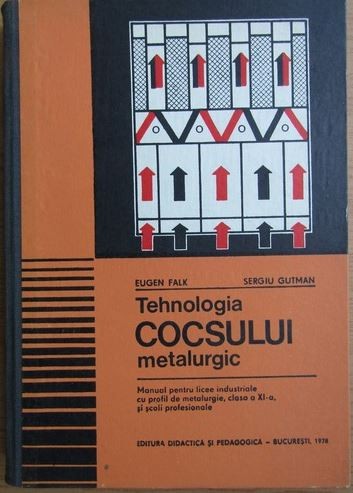 EUGEN FALK SERGIU GUTMAN
Tehnologia
COCSULUI
metalurgic
Manual pentru licee industriale
cu profil de metalurgie, clasa a XI-a,
și școli profesionale
EDITURA DIDACTICĂ ȘI PEDAGOGICĂ – BUCUREȘTI, 1978